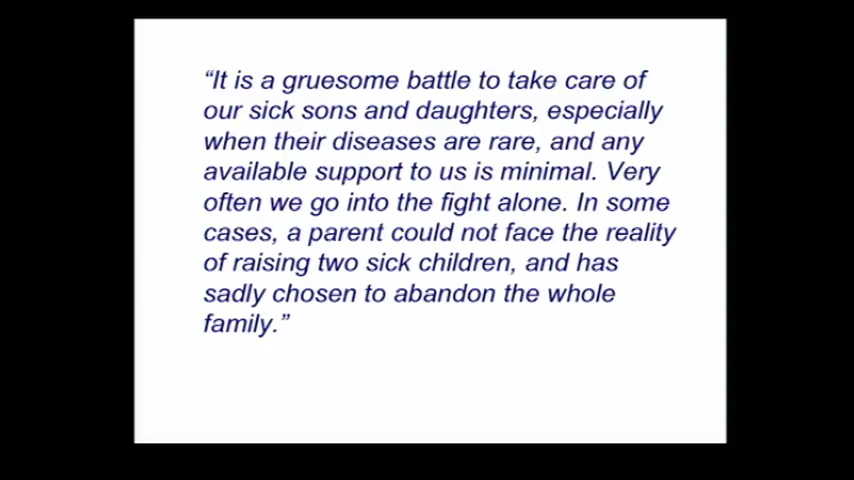 “It is a gruesome battle to take care of
our sick sons and daughters, especially
when their diseases are rare, and any
available support to us is minimal. Very
often we go into the fight alone. In some
cases, a parent could not face the reality
of raising two sick children, and has
sadly chosen to abandon the whole
family.”